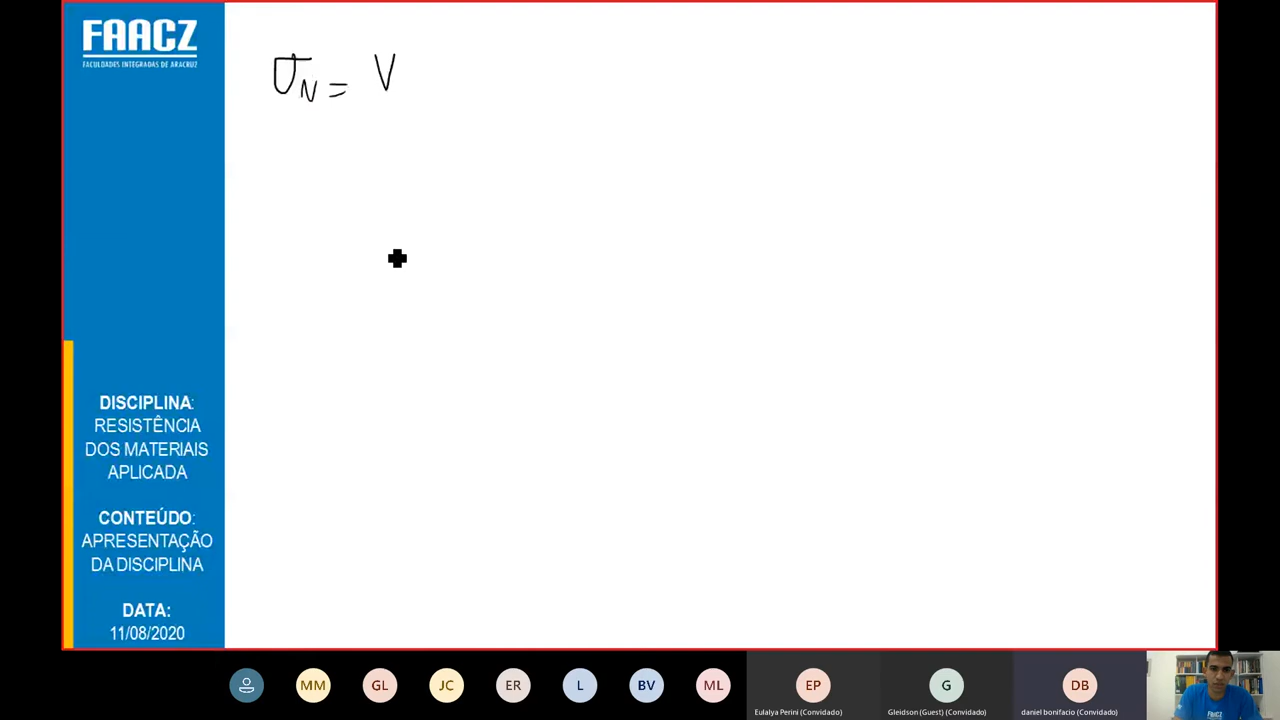 FAACZ
FACULDADES INTEGRADAS DE ARACRUZ
σN = V
DISCIPLINA:
RESISTÊNCIA
DOS MATERIAIS
APLICADA
CONTEÚDO:
APRESENTAÇÃO
DA DISCIPLINA
DATA:
11/08/2020
MM
GL
JC
ER
L
BV
ML
EP
G
DB
Eulalya Perini (Convidado)
Gleidson (Guest) (Convidado)
daniel bonifacio (Convidado)
FAACZ